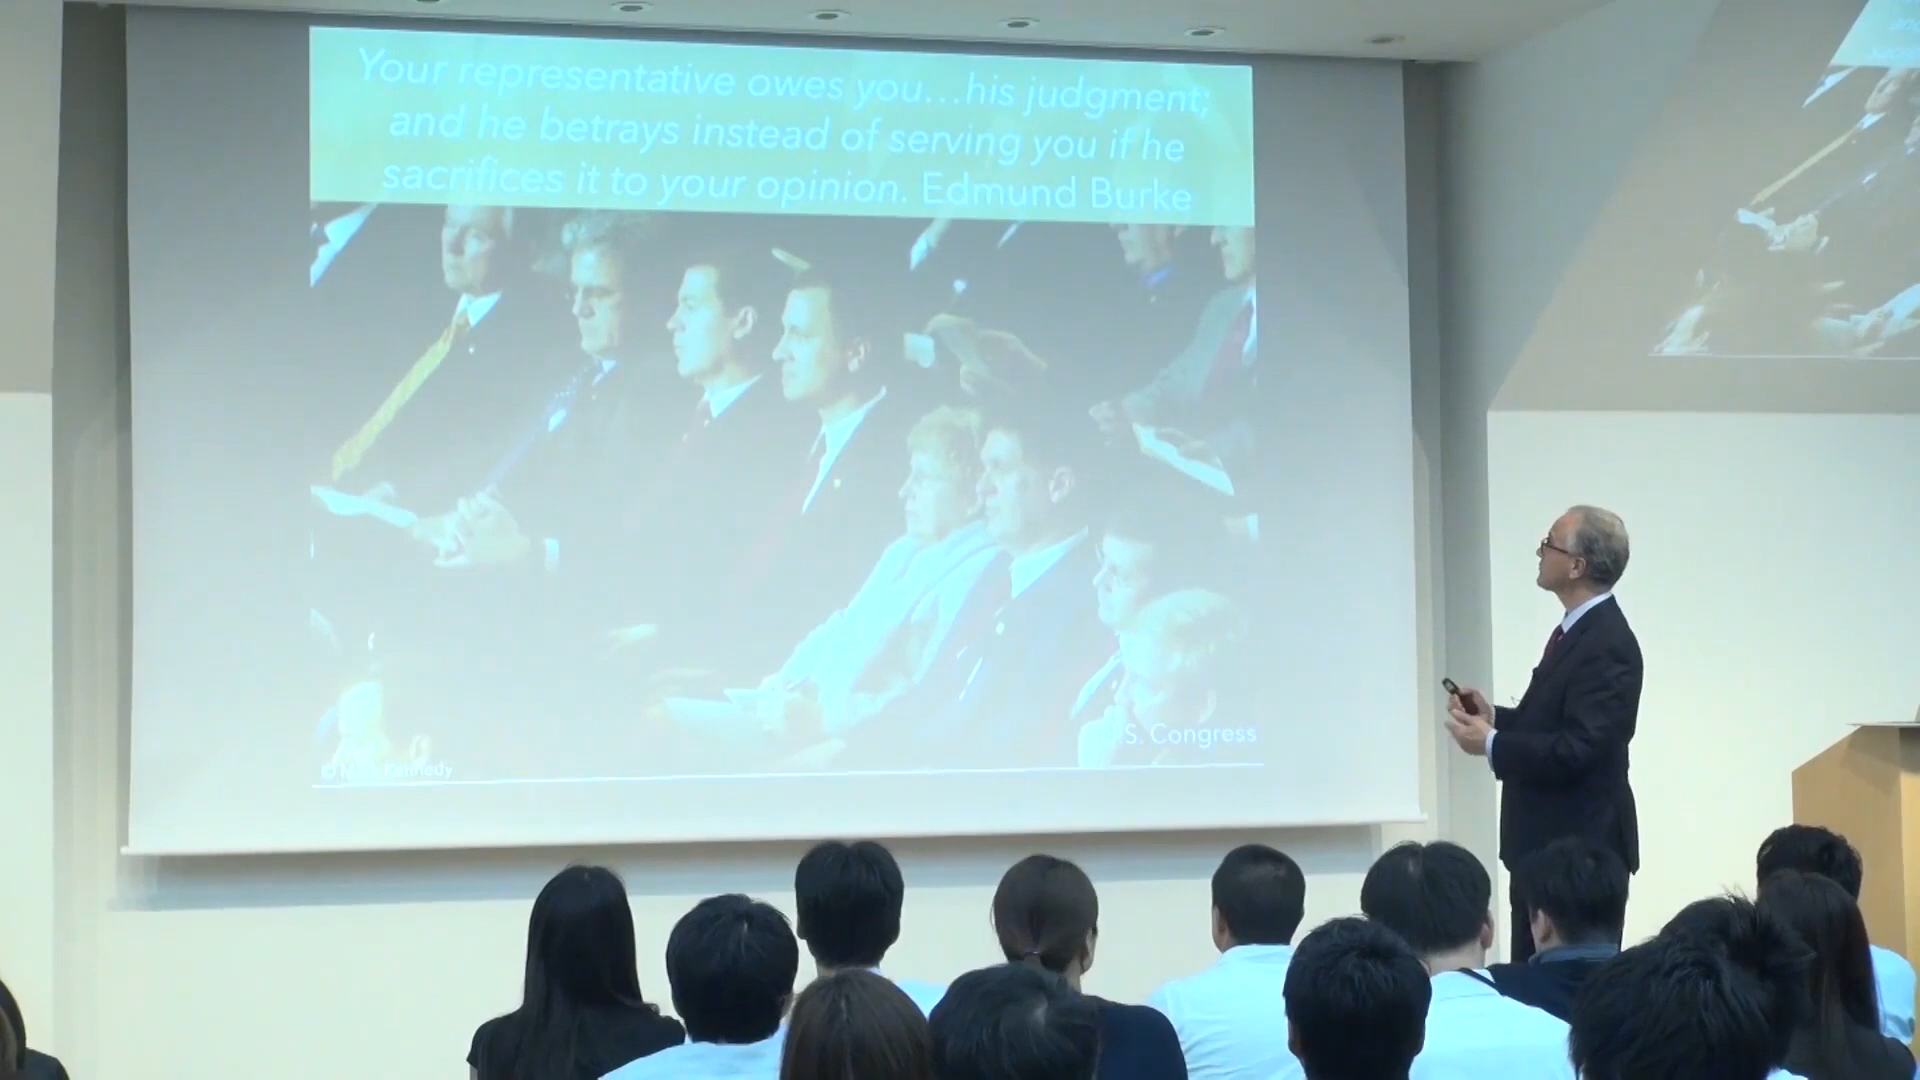 Your representative owes you...his judgment;
and he betrays instead of serving you if he
sacrifices it to your opinion. Edmund Burke
S. Congress
© Kennedy